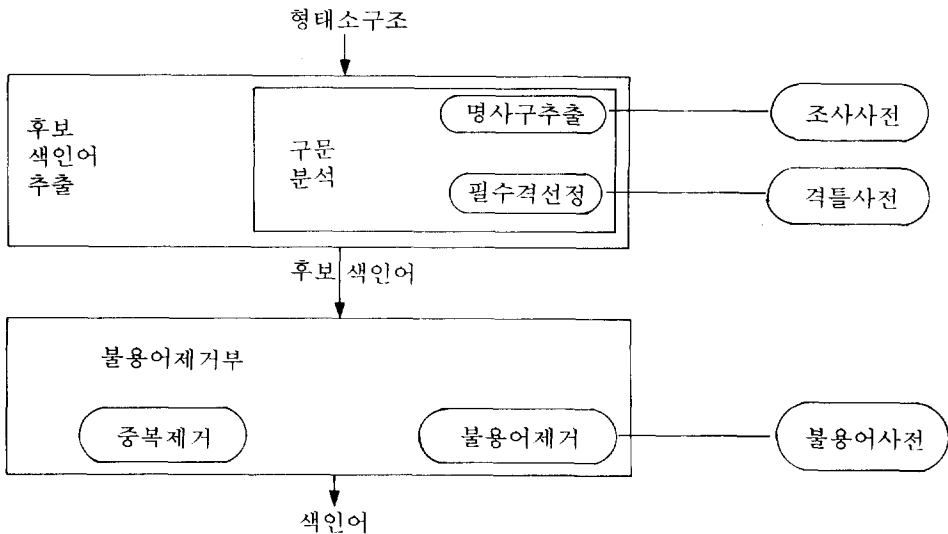 형태소구조
명사구추출
조사사전
후보
색인어
추출
구문
분석
필수격선정
격틀사전
후보 색인어
불용어제거부
중복제거
불용어제거
불용어사전
색인어